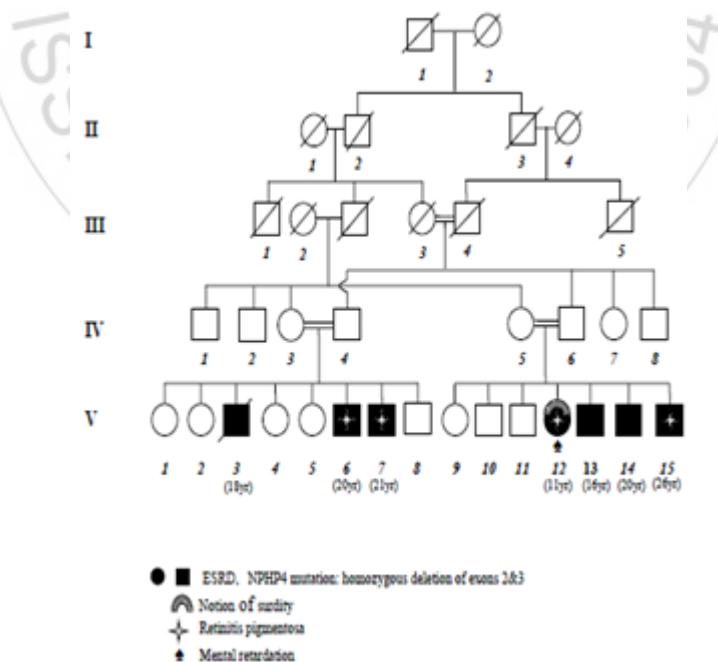 I
1 2
II
1 2 3 4
III
1 2 3 4 5
IV
1 2 3 4 5 6 7 8
V
1 2 3 4 5 6 7 8 9 10 11 12 13 14 15
(18yr) (20yr) (21yr) (11yr) (16yr) (20yr) (26yr)
ESRD, NPHP4 mutation: homozygous deletion of exons 2&3
Notion of surdity
Retinitis pigmentosa
Mental retardation